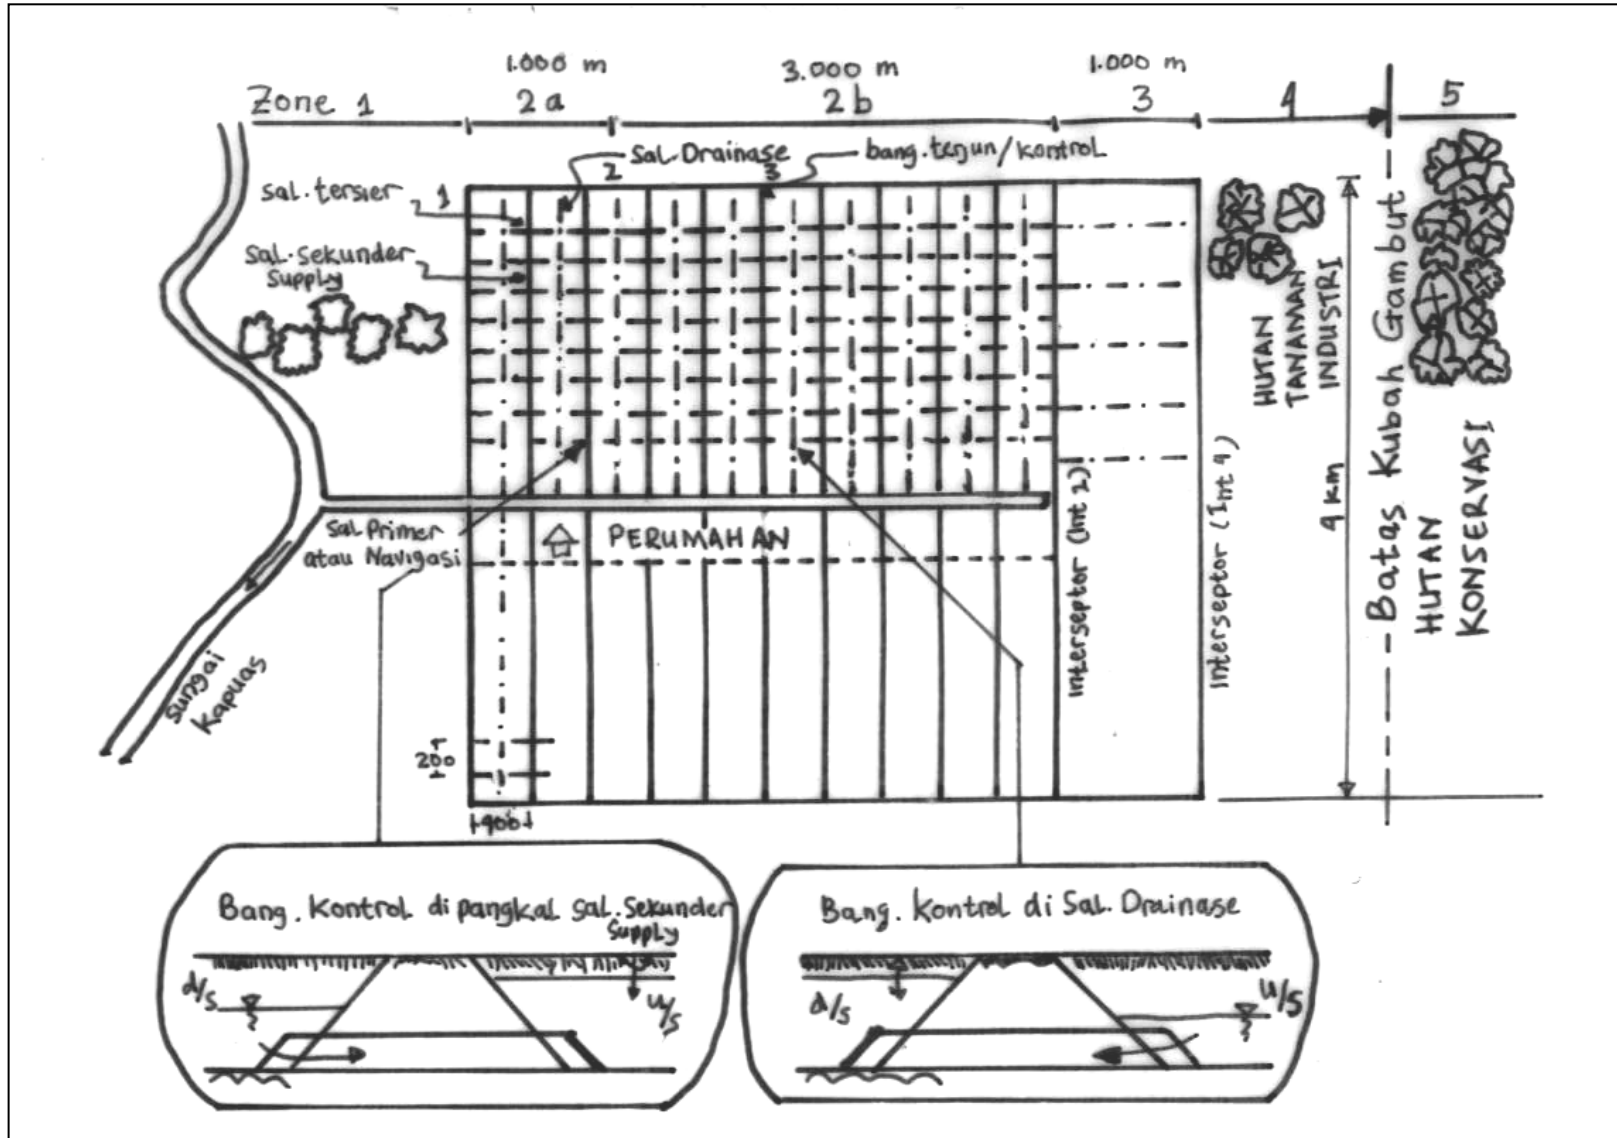 1.000 m
3.000 m
1.000 m
Zone 1
2a
2b
3
4
5
Sal. Drainase
bang. terjun/kontrol
1
2
3
Sal. tersier
Sal. Sekunder
Supply
HUTAN
TANAMAN
INDUSTRI
4 km
Batas Kubah Gambut
HUTAN
KONSERVASI
Sal. Primer
atau Navigasi
PERUMAHAN
Interseptor (Int 2)
Interseptor (Int 4)
Sungai
Kapuas
200
400
Bang. Kontrol di pangkal Sal. Sekunder
Supply
d/s
u/s
Bang. Kontrol di Sal. Drainase
d/s
u/s